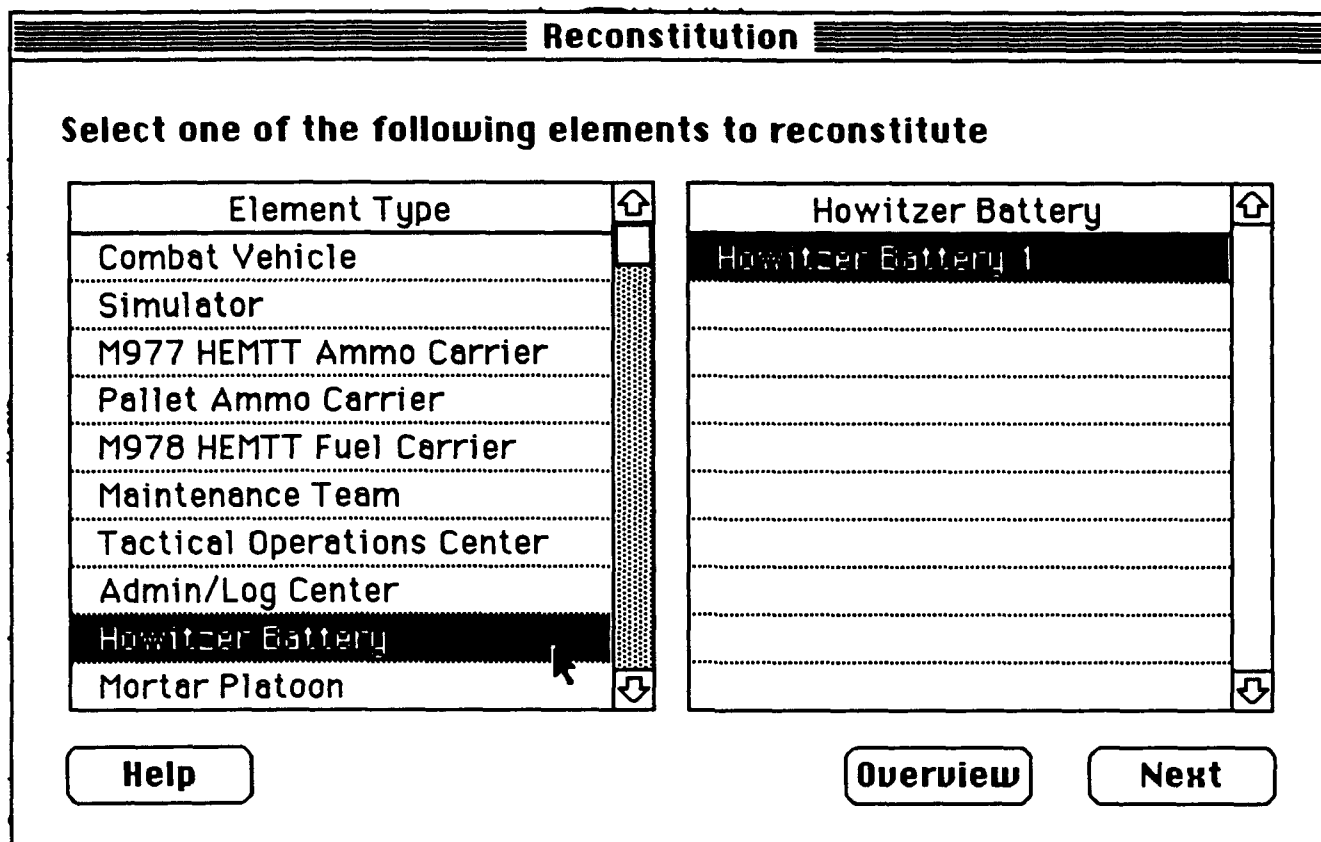 Reconstitution
Select one of the following elements to reconstitute
Element Type
Combat Vehicle
Simulator
M977 HEMTT Ammo Carrier
Pallet Ammo Carrier
M978 HEMTT Fuel Carrier
Maintenance Team
Tactical Operations Center
Admin/Log Center
Howitzer Battery
Mortar Platoon
Howitzer Battery
Howitzer Battery 1
Help
Overview
Next